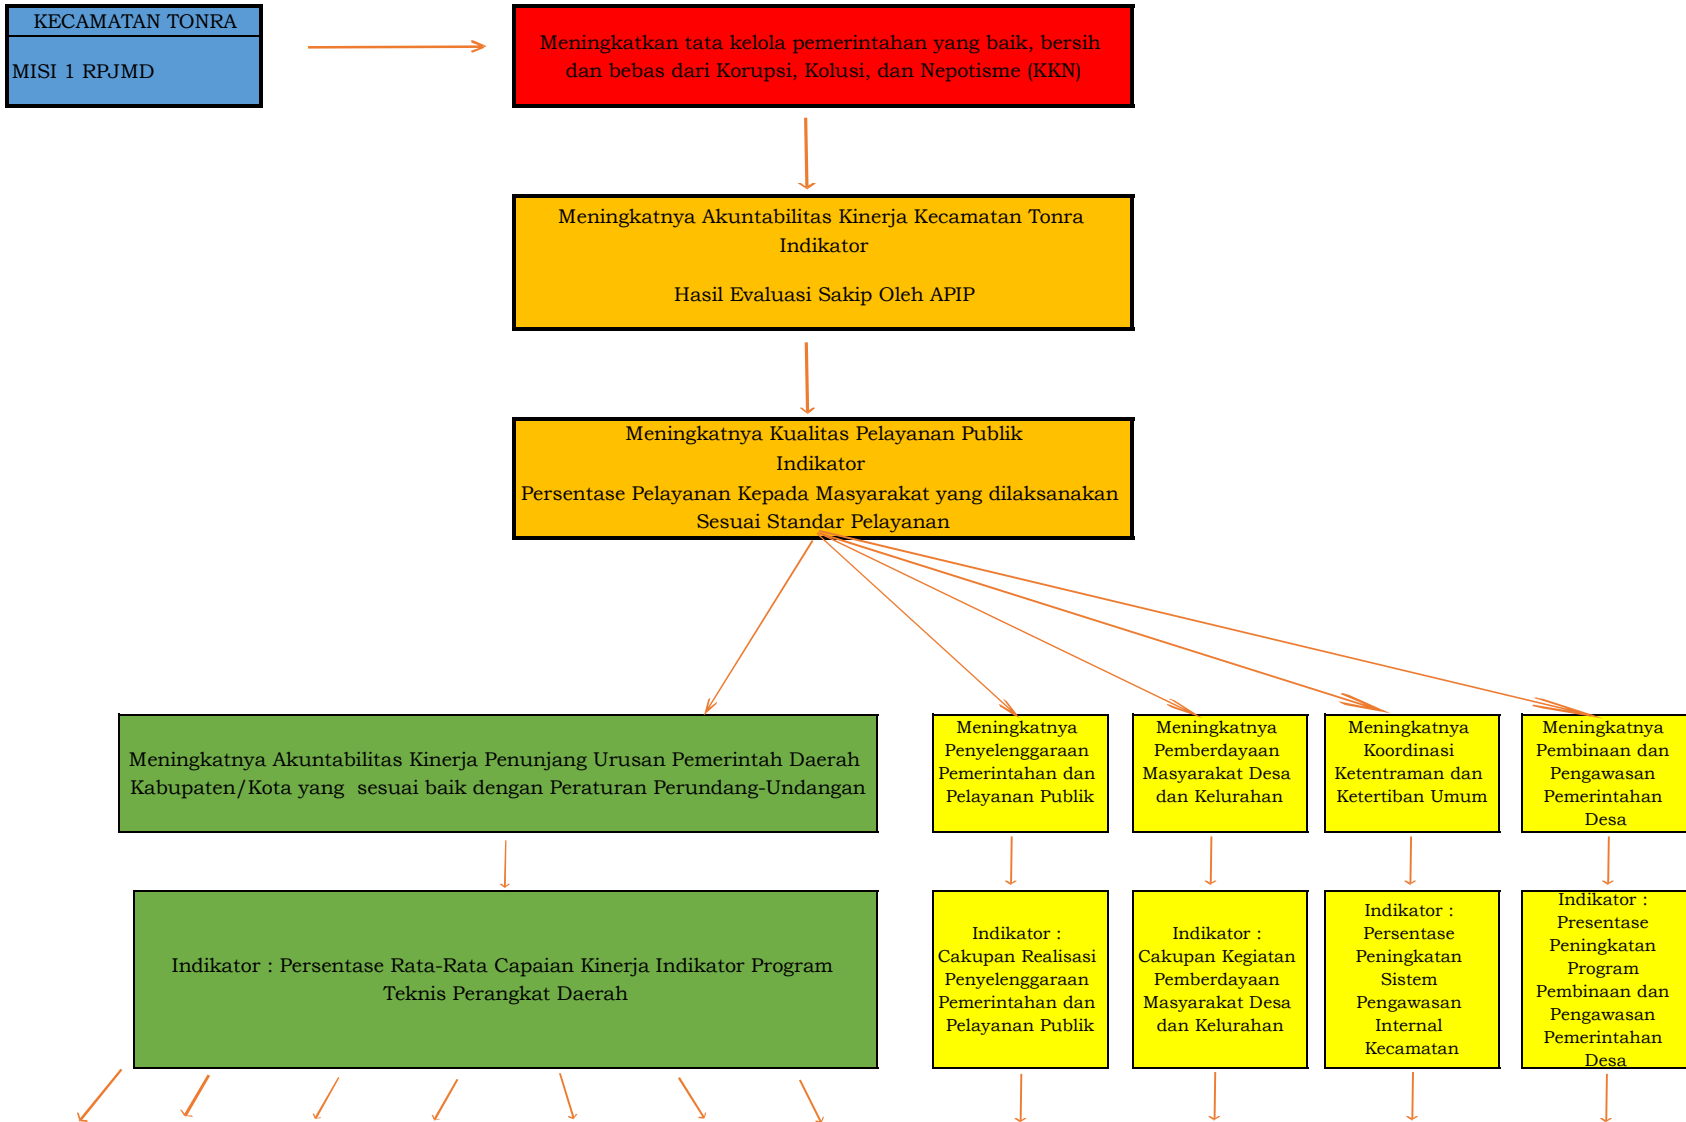 KECAMATAN TONRA
MISI 1 RPJMD
Meningkatkan tata kelola pemerintahan yang baik, bersih
dan bebas dari Korupsi, Kolusi, dan Nepotisme (KKN)
Meningkatnya Akuntabilitas Kinerja Kecamatan Tonra
Indikator
Hasil Evaluasi Sakip Oleh APIP
Meningkatnya Kualitas Pelayanan Publik
Indikator
Persentase Pelayanan Kepada Masyarakat yang dilaksanakan
Sesuai Standar Pelayanan
Meningkatnya Akuntabilitas Kinerja Penunjang Urusan Pemerintah Daerah
Kabupaten/Kota yang  sesuai baik dengan Peraturan Perundang-Undangan
Meningkatnya
Penyelenggaraan
Pemerintahan dan
Pelayanan Publik
Meningkatnya
Pemberdayaan
Masyarakat Desa
dan Kelurahan
Meningkatnya
Koordinasi
Ketentraman dan
Ketertiban Umum
Meningkatnya
Pembinaan dan
Pengawasan
Pemerintahan
Desa
Indikator : Persentase Rata-Rata Capaian Kinerja Indikator Program
Teknis Perangkat Daerah
Indikator :
Cakupan Realisasi
Penyelenggaraan
Pemerintahan dan
Pelayanan Publik
Indikator :
Cakupan Kegiatan
Pemberdayaan
Masyarakat Desa
dan Kelurahan
Indikator :
Persentase
Peningkatan
Sistem
Pengawasan
Internal
Kecamatan
Indikator :
Presentase
Peningkatan
Program
Pembinaan dan
Pengawasan
Pemerintahan
Desa